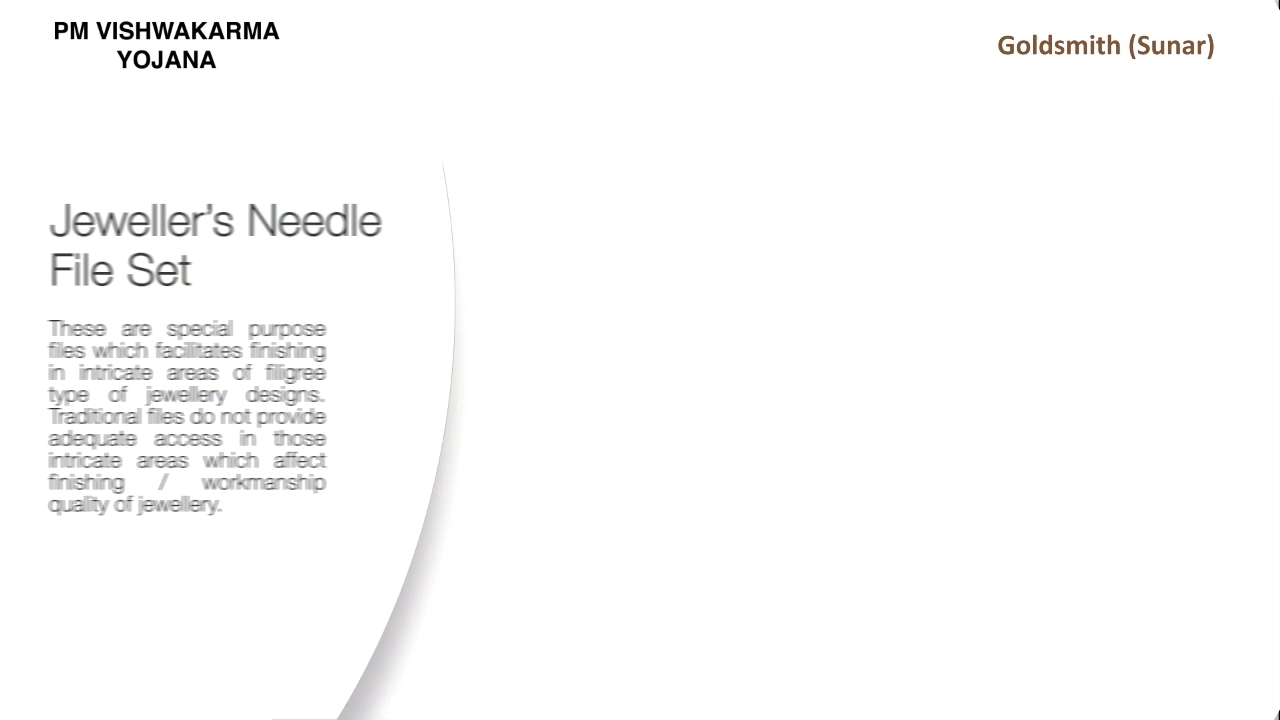 PM VISHWAKARMA
YOJANA
Goldsmith (Sunar)
Jeweller's Needle
File Set
These are special purpose
files which facilitates finishing
in intricate areas of filigree
type of jewellery designs.
Traditional files do not provide
adequate access in those
intricate areas which affect
finishing / workmanship
quality of jewellery.